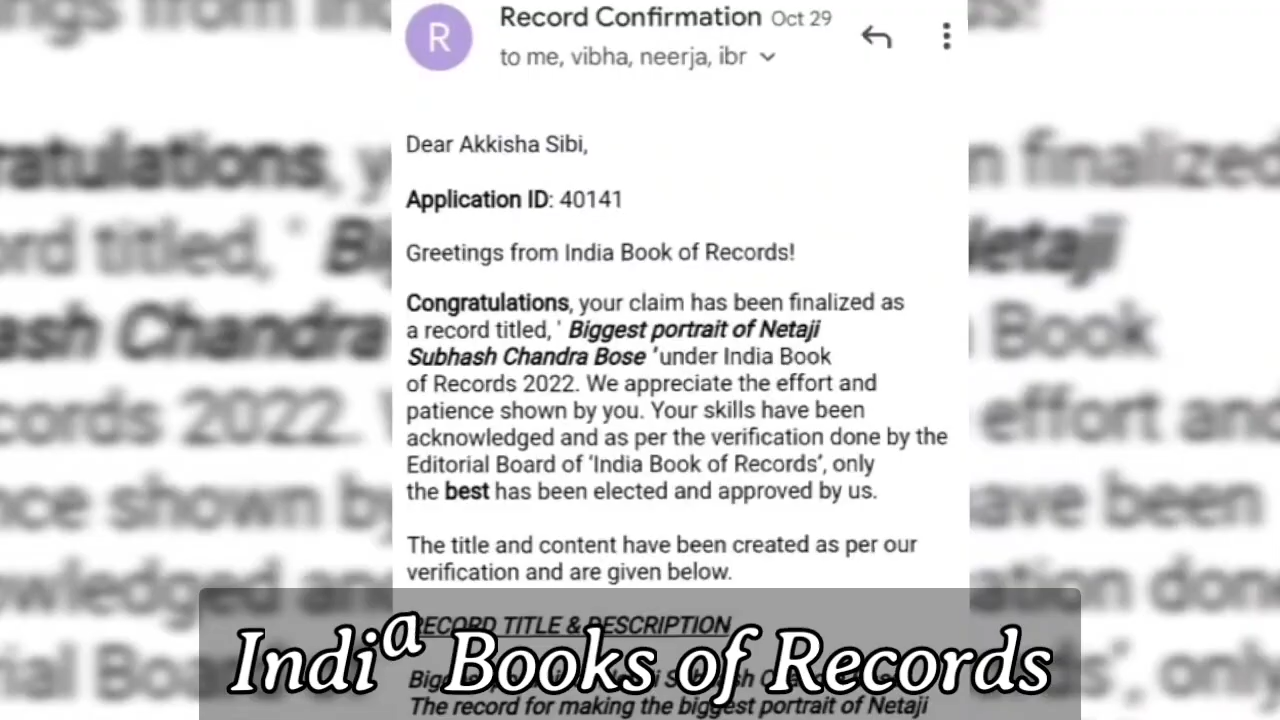 Record Confirmation Oct 29
R
to me, vibha, neerja, ibr
Dear Akkisha Sibi,
Application ID: 40141
Greetings from India Book of Records!
Congratulations, your claim has been finalized as
a record titled, ' Biggest portrait of Netaji
Subhash Chandra Bose 'under India Book
of Records 2022. We appreciate the effort and
patience shown by you. Your skills have been
acknowledged and as per the verification done by the
Editorial Board of 'India Book of Records', only
the best has been elected and approved by us.
The title and content have been created as per our
verification and are given below.
RECORD TITLE & DESCRIPTION
India Books of Records
The record for making the biggest portrait of Netaji